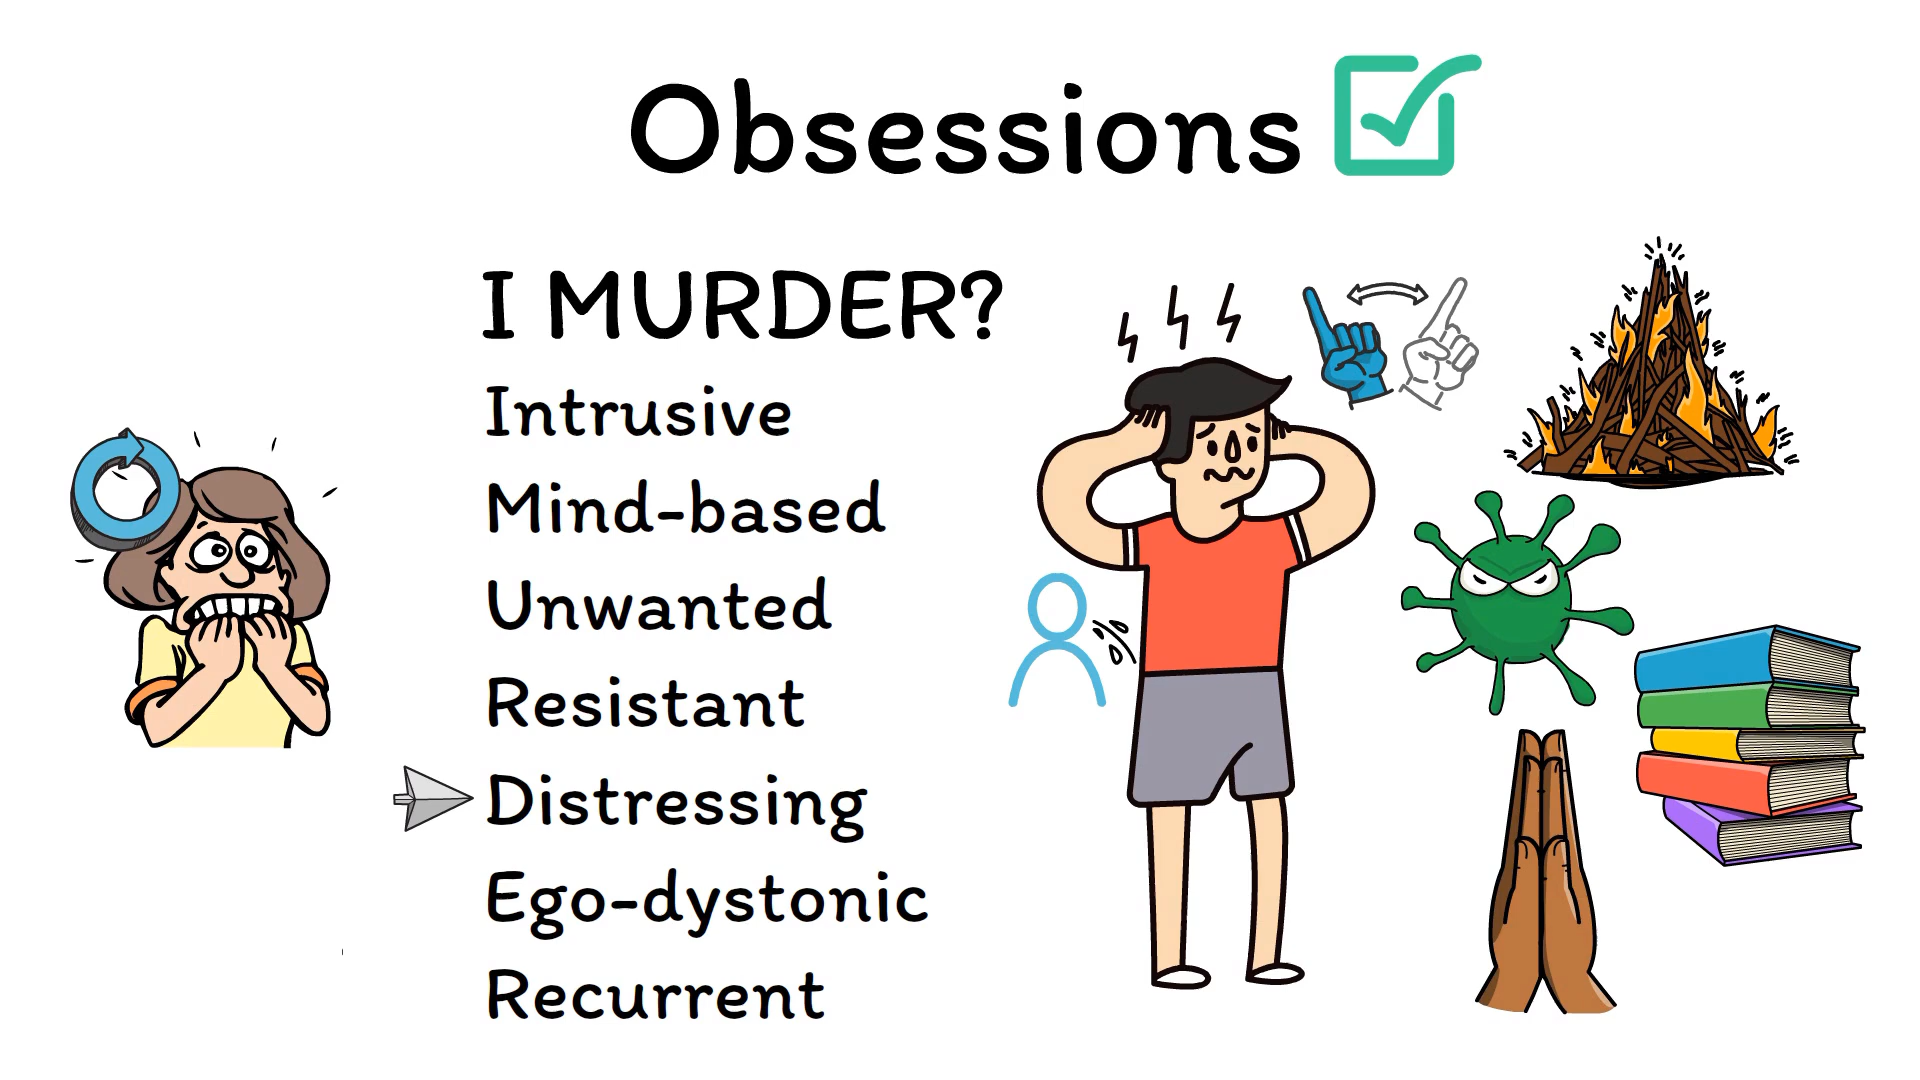 Obsessions
I MURDER?
Intrusive
Mind-based
Unwanted
Resistant
Distressing
Ego-dystonic
Recurrent